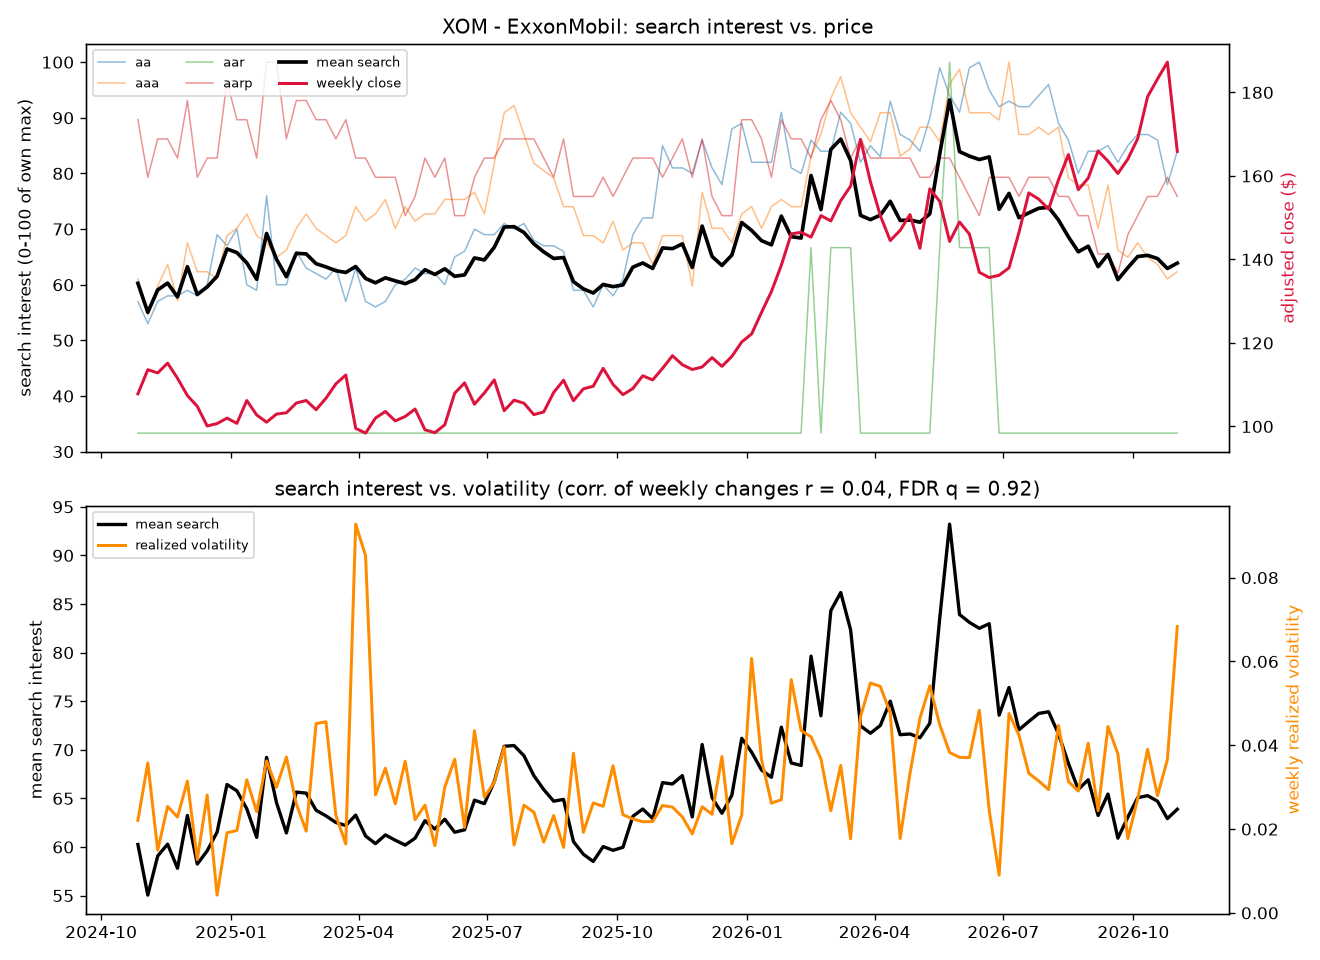 XOM - ExxonMobil: search interest vs. price
aa
aaa
aar
aarp
mean search
weekly close
100
90
80
70
60
50
40
30
search interest (0-100 of own max)
180
160
140
120
100
adjusted close ($)
search interest vs. volatility (corr. of weekly changes r = 0.04, FDR q = 0.92)
mean search
realized volatility
95
90
85
80
75
70
65
60
55
mean search interest
0.08
0.06
0.04
0.02
0.00
weekly realized volatility
2024-10
2025-01
2025-04
2025-07
2025-10
2026-01
2026-04
2026-07
2026-10